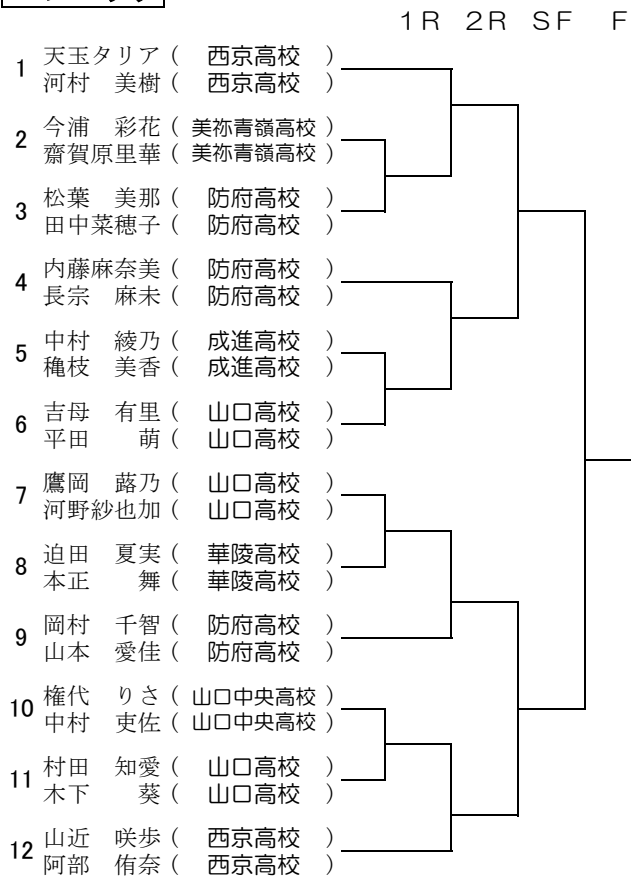 1R 2R SF F
1 天玉タリア ( 西京高校 )
河村 美樹 ( 西京高校 )
2 今浦 彩花 ( 美祢青嶺高校 )
齋賀原里華 ( 美祢青嶺高校 )
3 松葉 美那 ( 防府高校 )
田中菜穂子 ( 防府高校 )
4 内藤麻奈美 ( 防府高校 )
長宗 麻未 ( 防府高校 )
5 中村 綾乃 ( 成進高校 )
穐枝 美香 ( 成進高校 )
6 吉母 有里 ( 山口高校 )
平田 萌 ( 山口高校 )
7 鷹岡 蕗乃 ( 山口高校 )
河野紗也加 ( 山口高校 )
8 迫田 夏実 ( 華陵高校 )
本正 舞 ( 華陵高校 )
9 岡村 千智 ( 防府高校 )
山本 愛佳 ( 防府高校 )
10 権代 りさ ( 山口中央高校 )
中村 吏佐 ( 山口中央高校 )
11 村田 知愛 ( 山口高校 )
木下 葵 ( 山口高校 )
12 山近 咲歩 ( 西京高校 )
阿部 侑奈 ( 西京高校 )